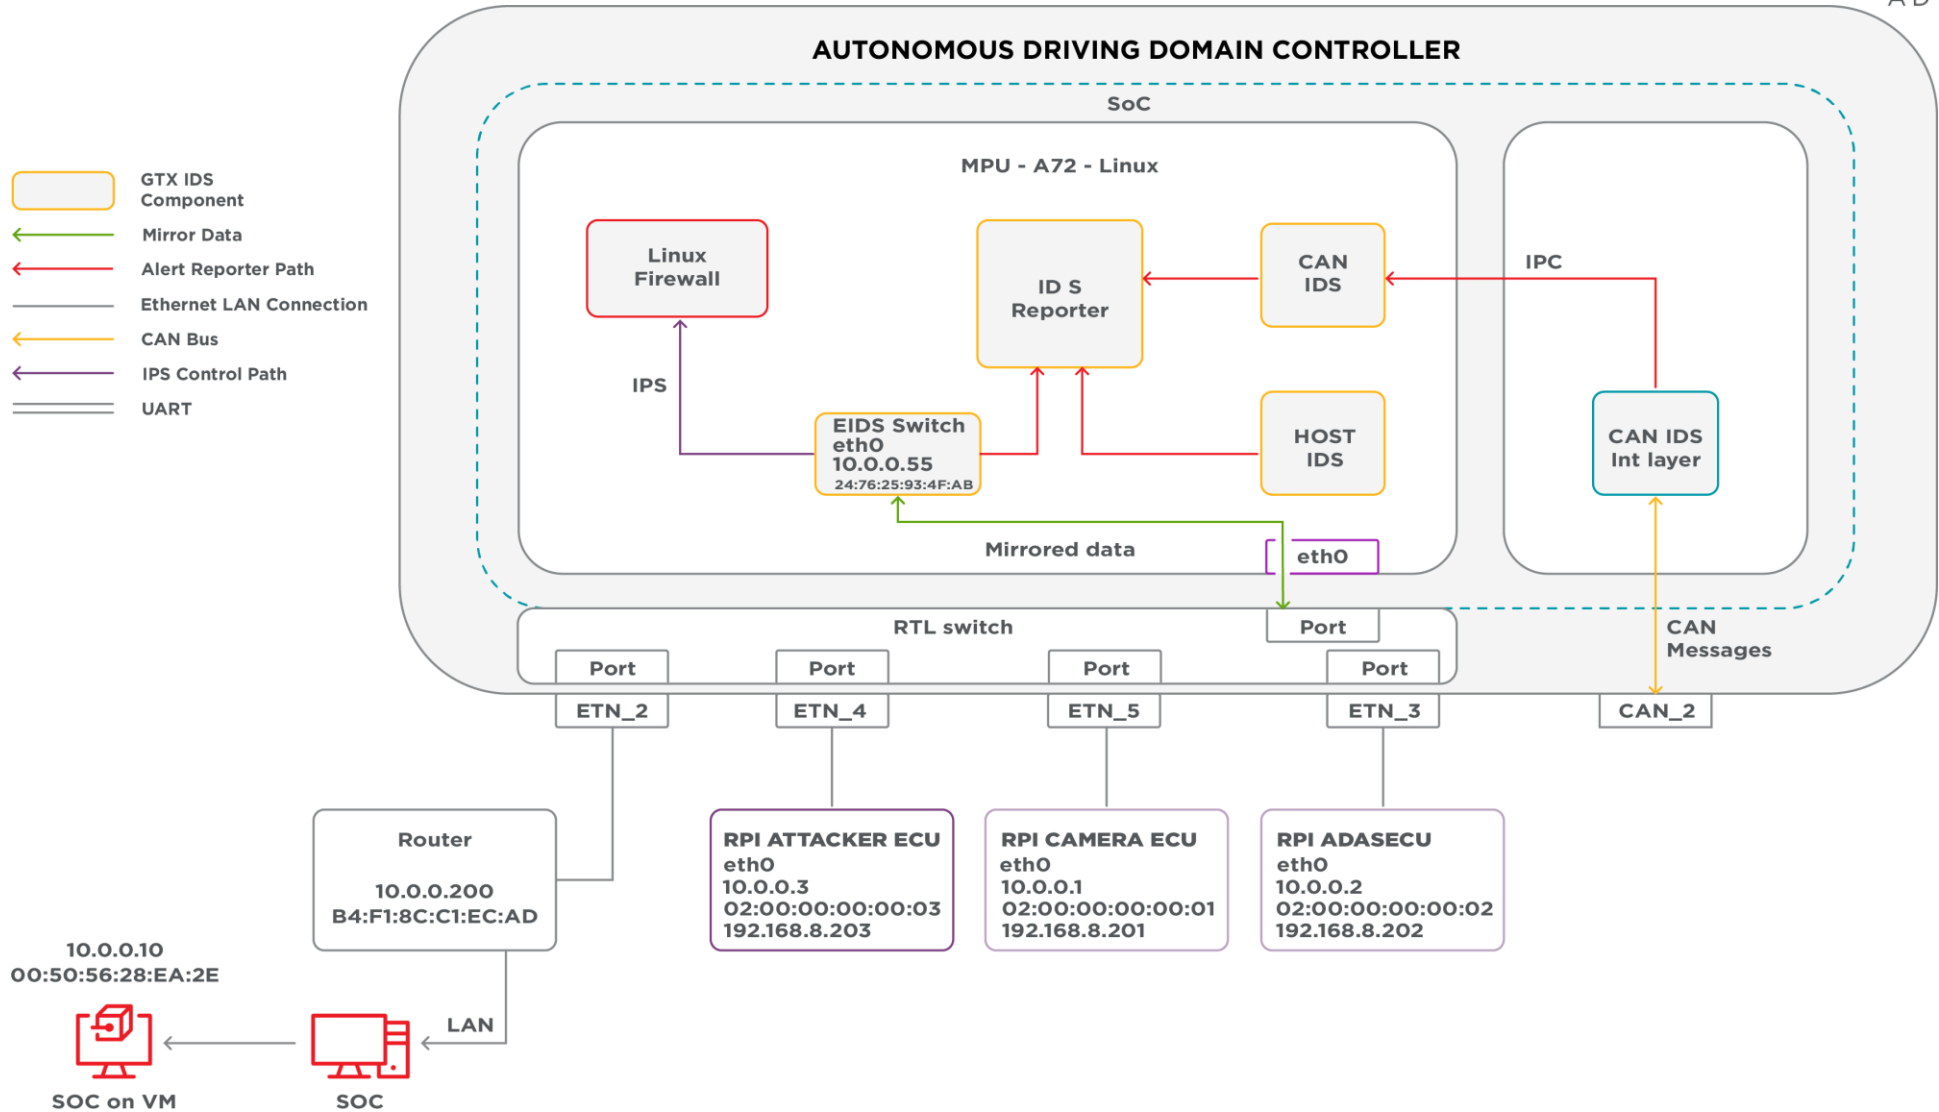 A D
AUTONOMOUS DRIVING DOMAIN CONTROLLER
SoC
MPU - A72 - Linux
GTX IDS
Component
Mirror Data
Alert Reporter Path
Ethernet LAN Connection
CAN Bus
IPS Control Path
UART
Linux
Firewall
ID S
Reporter
CAN
IDS
IPC
IPS
EIDS Switch
eth0
10.0.0.55
24:76:25:93:4F:AB
HOST
IDS
CAN IDS
Int layer
Mirrored data
eth0
RTL switch
Port
CAN
Messages
Port
Port
Port
Port
ETN_2
ETN_4
ETN_5
ETN_3
CAN_2
Router
10.0.0.200
B4:F1:8C:C1:EC:AD
RPI ATTACKER ECU
eth0
10.0.0.3
02:00:00:00:00:03
192.168.8.203
RPI CAMERA ECU
eth0
10.0.0.1
02:00:00:00:00:01
192.168.8.201
RPI ADASECU
eth0
10.0.0.2
02:00:00:00:00:02
192.168.8.202
10.0.0.10
00:50:56:28:EA:2E
LAN
SOC on VM
SOC